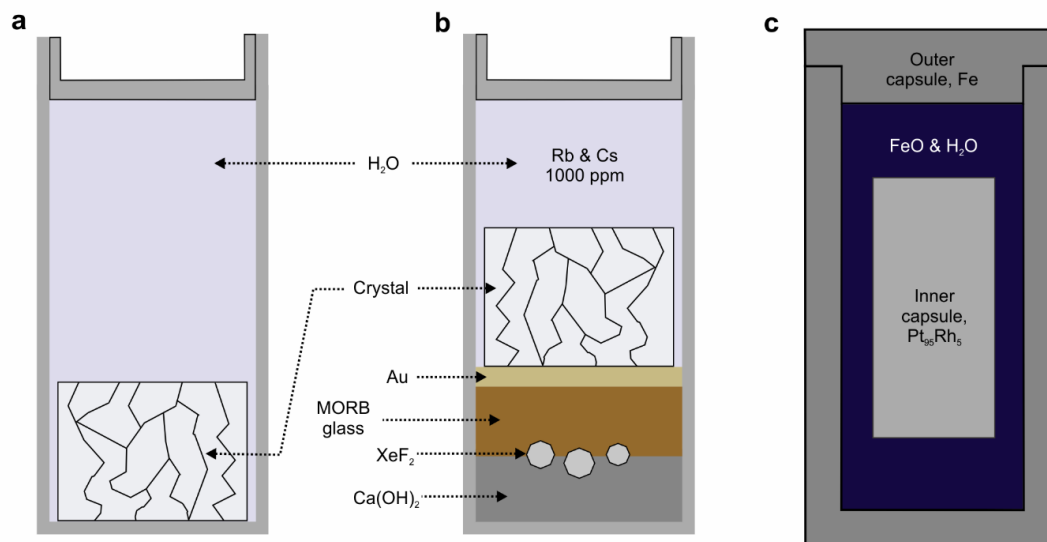 a
b
c
H₂O
Rb & Cs
1000 ppm
Crystal
Au
MORB
glass
XeF₂
Ca(OH)₂
Outer
capsule, Fe
FeO & H₂O
Inner
capsule,
Pt₉₅Rh₅